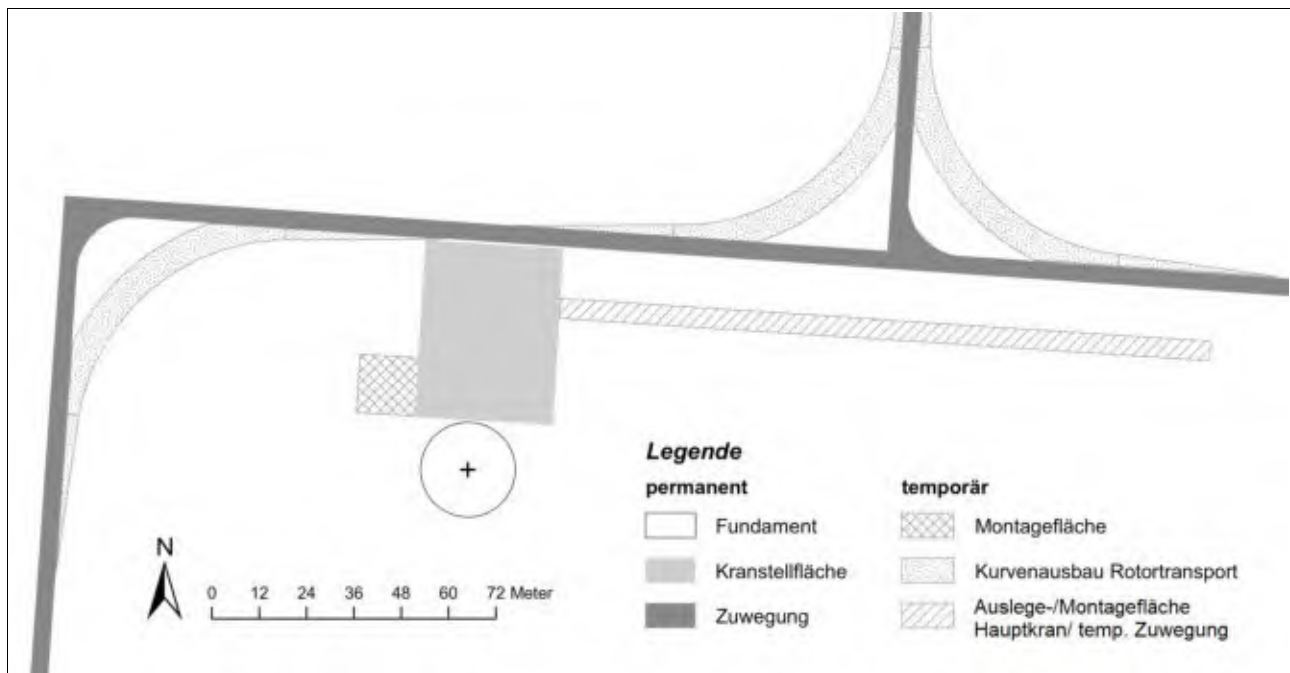 Legende
permanent
temporär
Fundament
Montagefläche
Kranstellfläche
Kurvenausbau Rotortransport
Zuwegung
Auslege-/Montagefläche
Hauptkran/ temp. Zuwegung
N
0 12 24 36 48 60 72 Meter